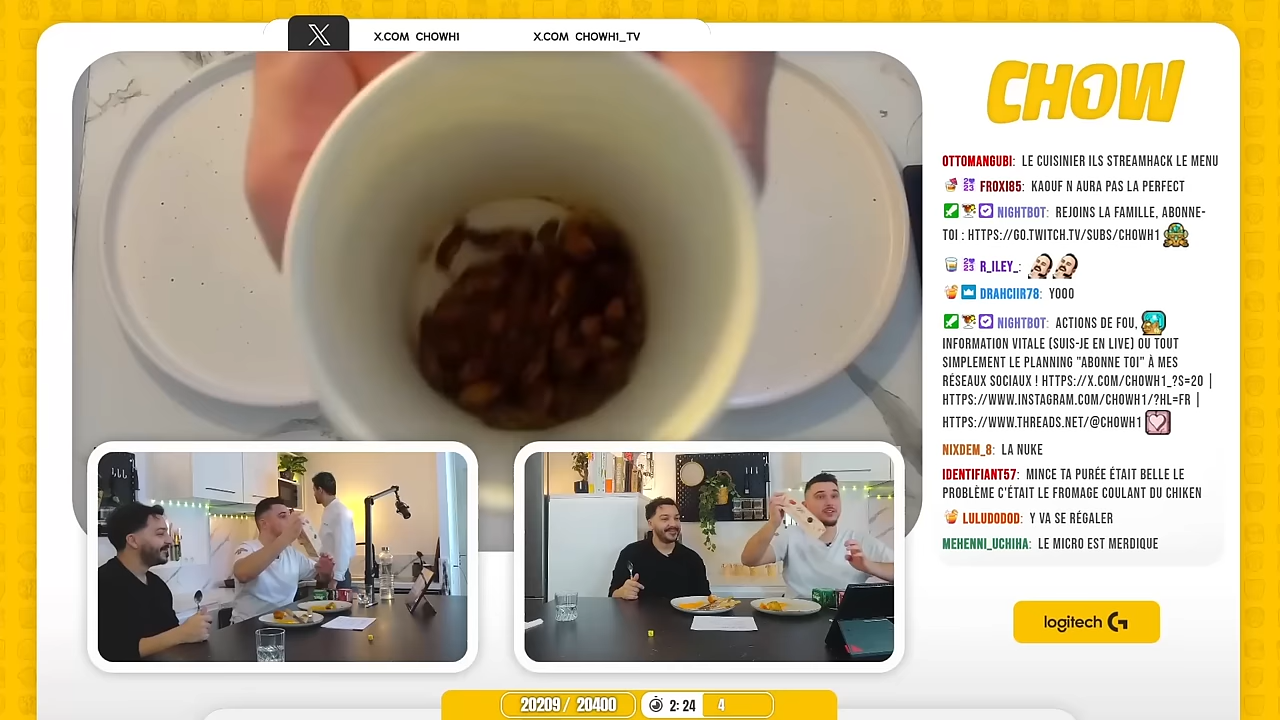 X.COM CHOWH1
X.COM CHOWH1_TV
CHOW
OTTOMANGUBI: LE CUISINIER ILS STREAMHACK LE MENU
FROXI85: KAOUF N AURA PAS LA PERFECT
NIGHTBOT: REJOINS LA FAMILLE, ABONNE-
TOI : HTTPS://GO.TWITCH.TV/SUBS/CHOWH1
R_ILEY_:
DRAHCIIR78: YOOO
NIGHTBOT: ACTIONS DE FOU,
INFORMATION VITALE (SUIS-JE EN LIVE) OU TOUT
SIMPLEMENT LE PLANNING "ABONNE TOI" À MES
RÉSEAUX SOCIAUX ! HTTPS://X.COM/CHOWH1_?S=20 |
HTTPS://WWW.INSTAGRAM.COM/CHOWH1/?HL=FR |
HTTPS://WWW.THREADS.NET/@CHOWH1
NIXDEM_8: LA NUKE
IDENTIFIANT57: MINCE TA PURÉE ÉTAIT BELLE LE
PROBLÈME C'ÉTAIT LE FROMAGE COULANT DU CHIKEN
LULUDODOD: Y VA SE RÉGALER
MEHENNI_UCHIHA: LE MICRO EST MERDIQUE
logitech G
20209 / 20400
2:24
4